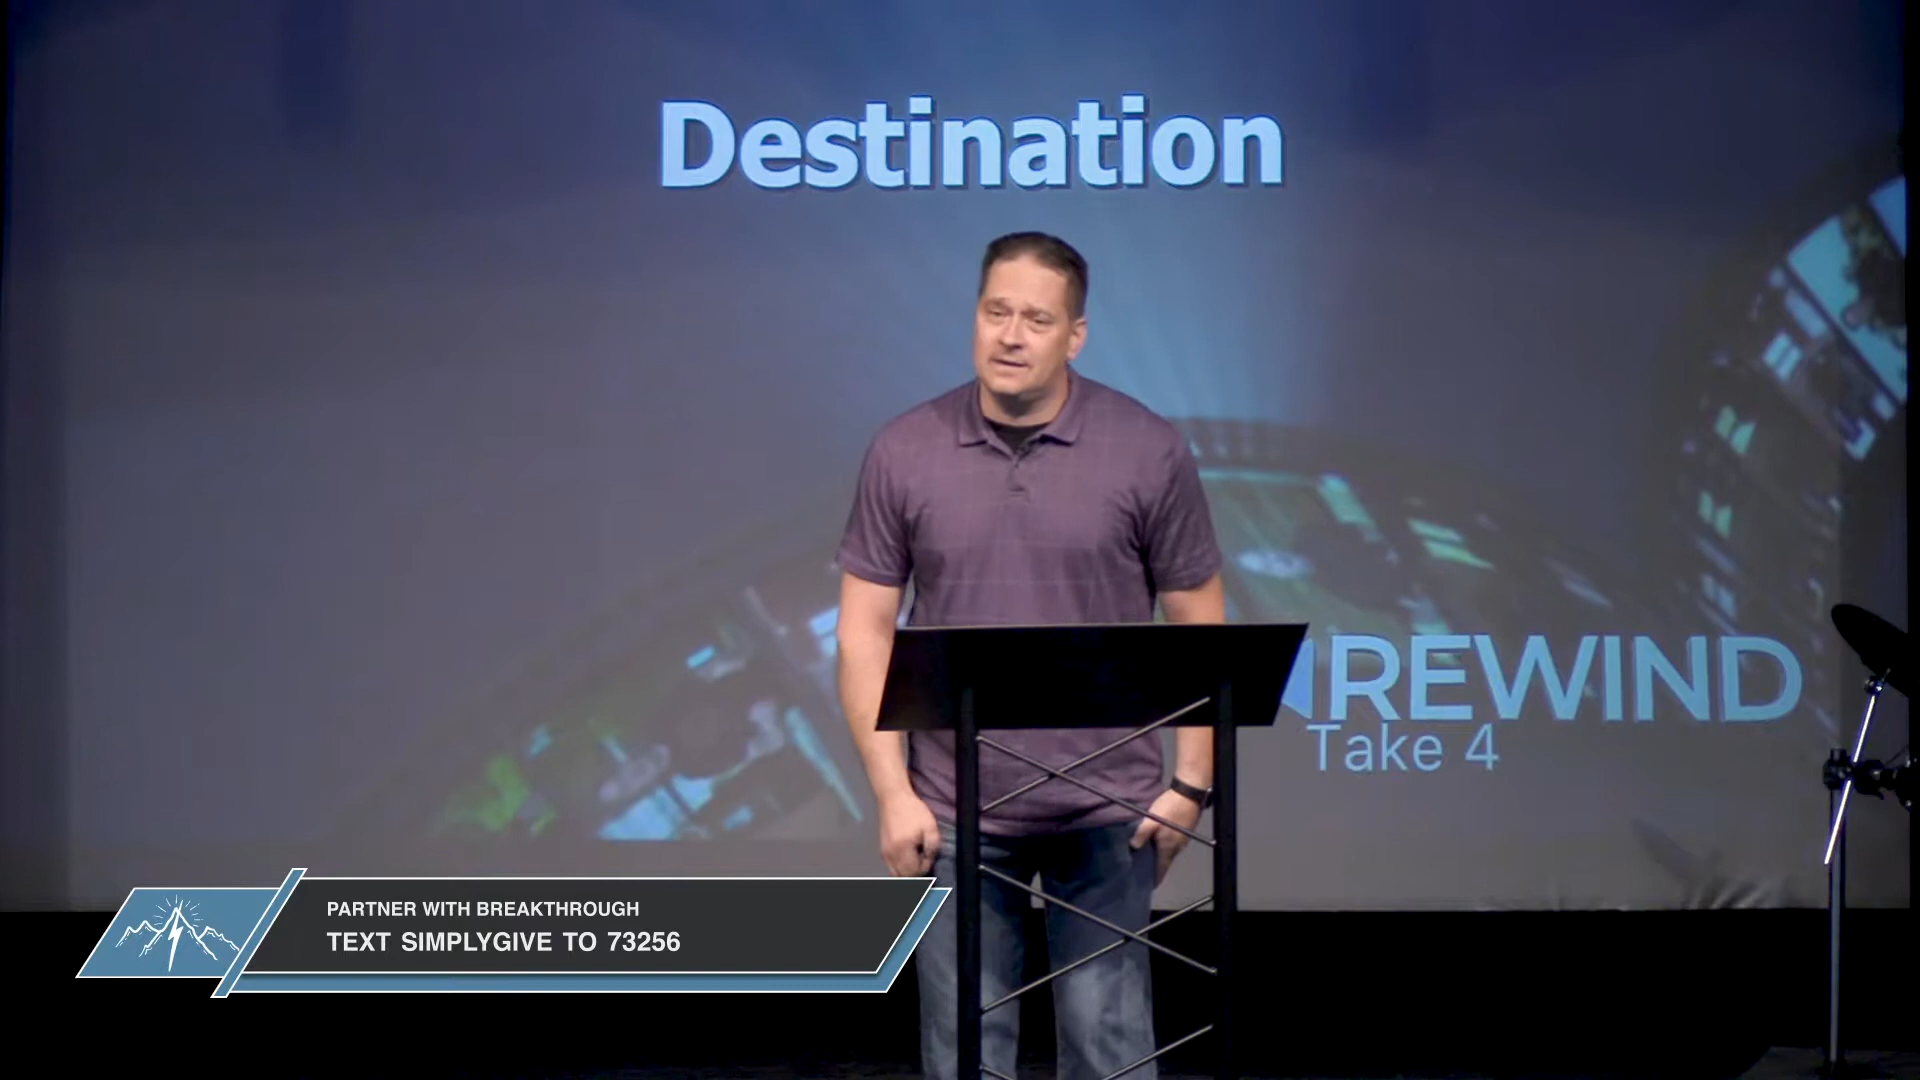 Destination
REWIND
Take 4
PARTNER WITH BREAKTHROUGH
TEXT SIMPLYGIVE TO 73256